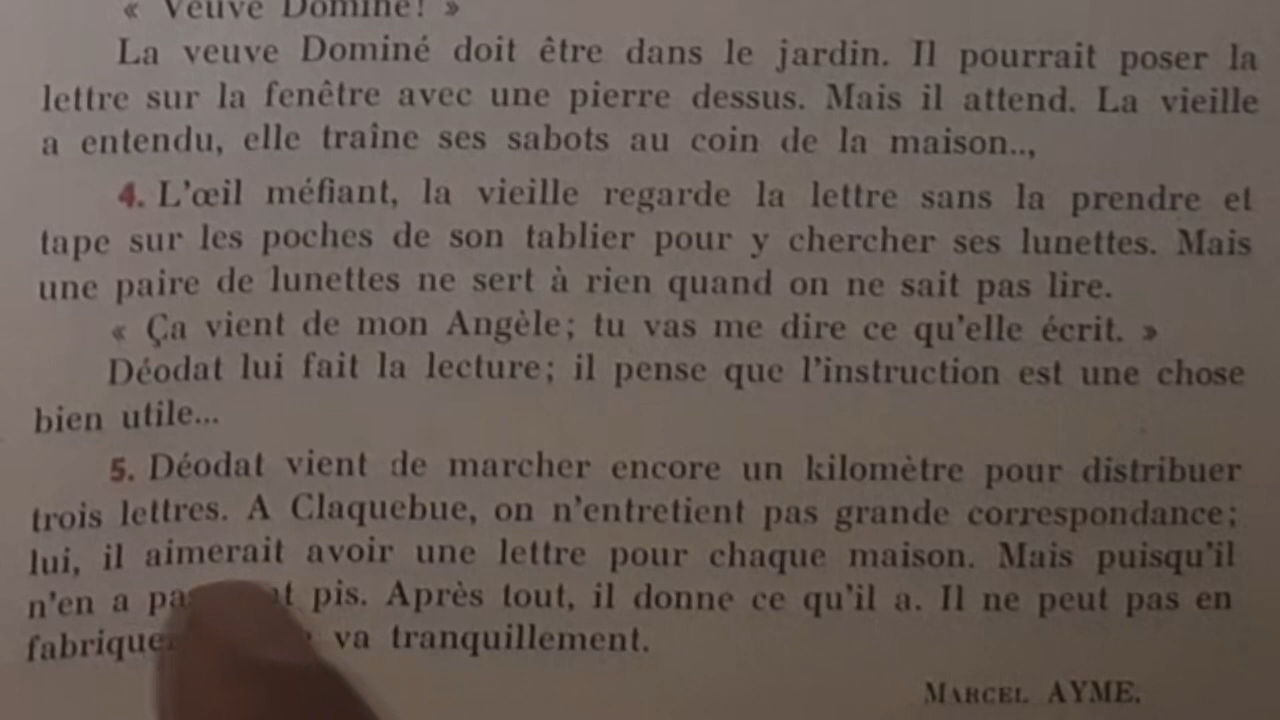 « Veuve Dominé! »
La veuve Dominé doit être dans le jardin. Il pourrait poser la
lettre sur la fenêtre avec une pierre dessus. Mais il attend. La vieille
a entendu, elle traîne ses sabots au coin de la maison..,
4. L'œil méfiant, la vieille regarde la lettre sans la prendre et
tape sur les poches de son tablier pour y chercher ses lunettes. Mais
une paire de lunettes ne sert à rien quand on ne sait pas lire.
« Ça vient de mon Angèle; tu vas me dire ce qu'elle écrit. »
Déodat lui fait la lecture; il pense que l'instruction est une chose
bien utile...
5. Déodat vient de marcher encore un kilomètre pour distribuer
trois lettres. A Claquebue, on n'entretient pas grande correspondance;
lui, il aimerait avoir une lettre pour chaque maison. Mais puisqu'il
n'en a pis. Après tout, il donne ce qu'il a. Il ne peut pas en
va tranquillement.
MARCEL AYME.